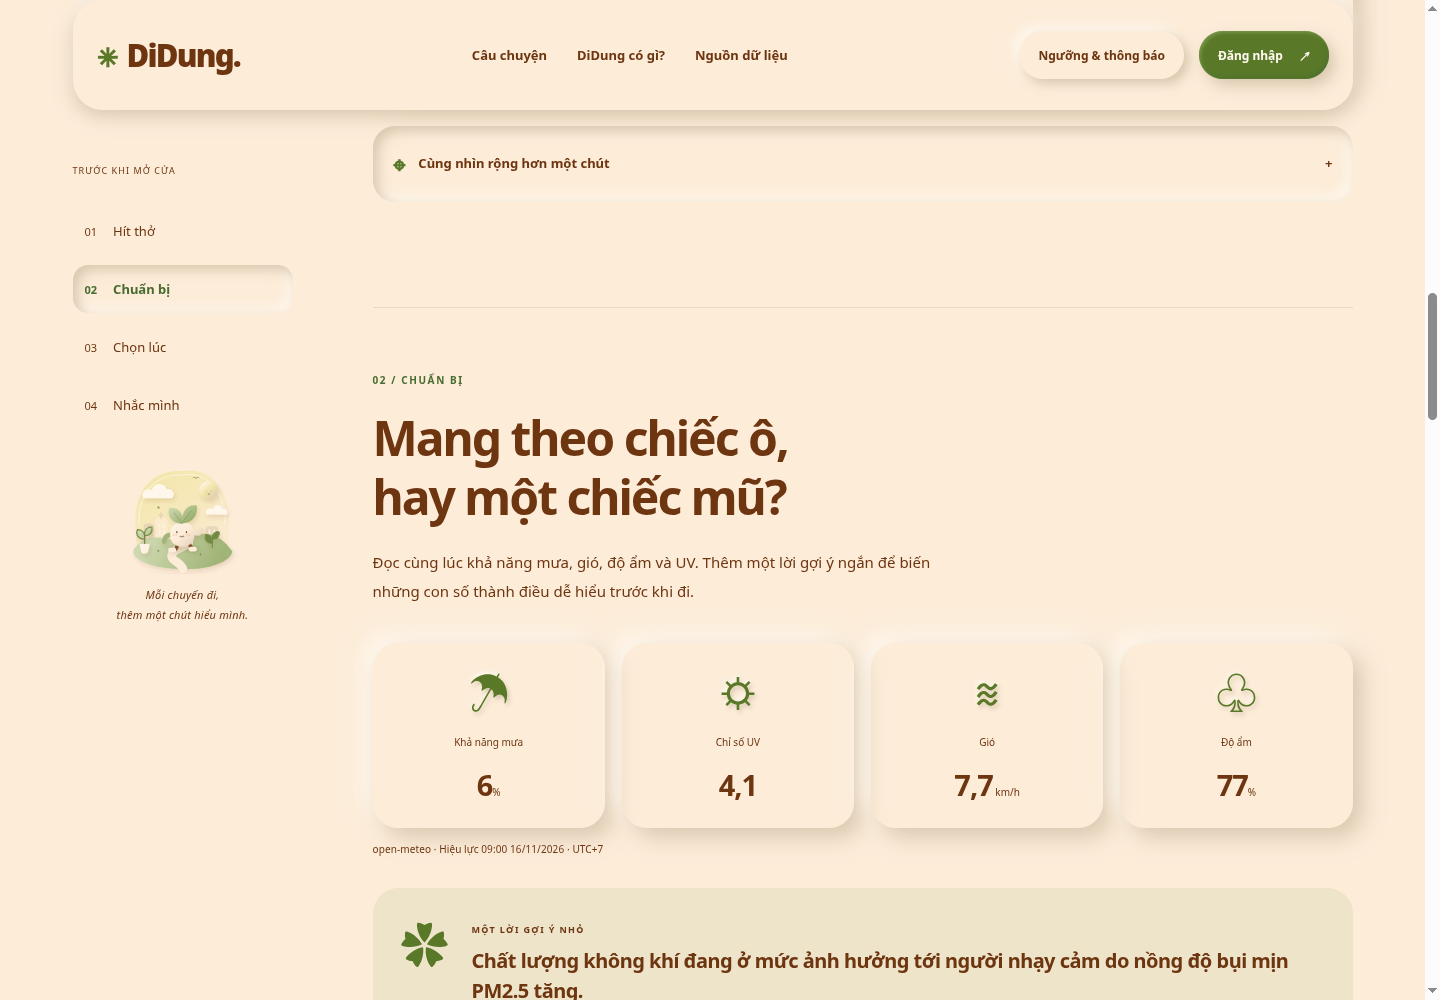 DiDung.
Câu chuyện
DiDung có gì?
Nguồn dữ liệu
Ngưỡng & thông báo
Đăng nhập ↗
TRƯỚC KHI MỞ CỬA
01 Hít thở
02 Chuẩn bị
03 Chọn lúc
04 Nhắc mình
Mỗi chuyến đi,
thêm một chút hiểu mình.
Cùng nhìn rộng hơn một chút +
02 / CHUẨN BỊ
Mang theo chiếc ô,
hay một chiếc mũ?
Đọc cùng lúc khả năng mưa, gió, độ ẩm và UV. Thêm một lời gợi ý ngắn để biến
những con số thành điều dễ hiểu trước khi đi.
Khả năng mưa
6%
Chỉ số UV
4,1
Gió
7,7 km/h
Độ ẩm
77%
open-meteo · Hiệu lực 09:00 16/11/2026 · UTC+7
MỘT LỜI GỢI Ý NHỎ
Chất lượng không khí đang ở mức ảnh hưởng tới người nhạy cảm do nồng độ bụi mịn
PM2.5 tăng.